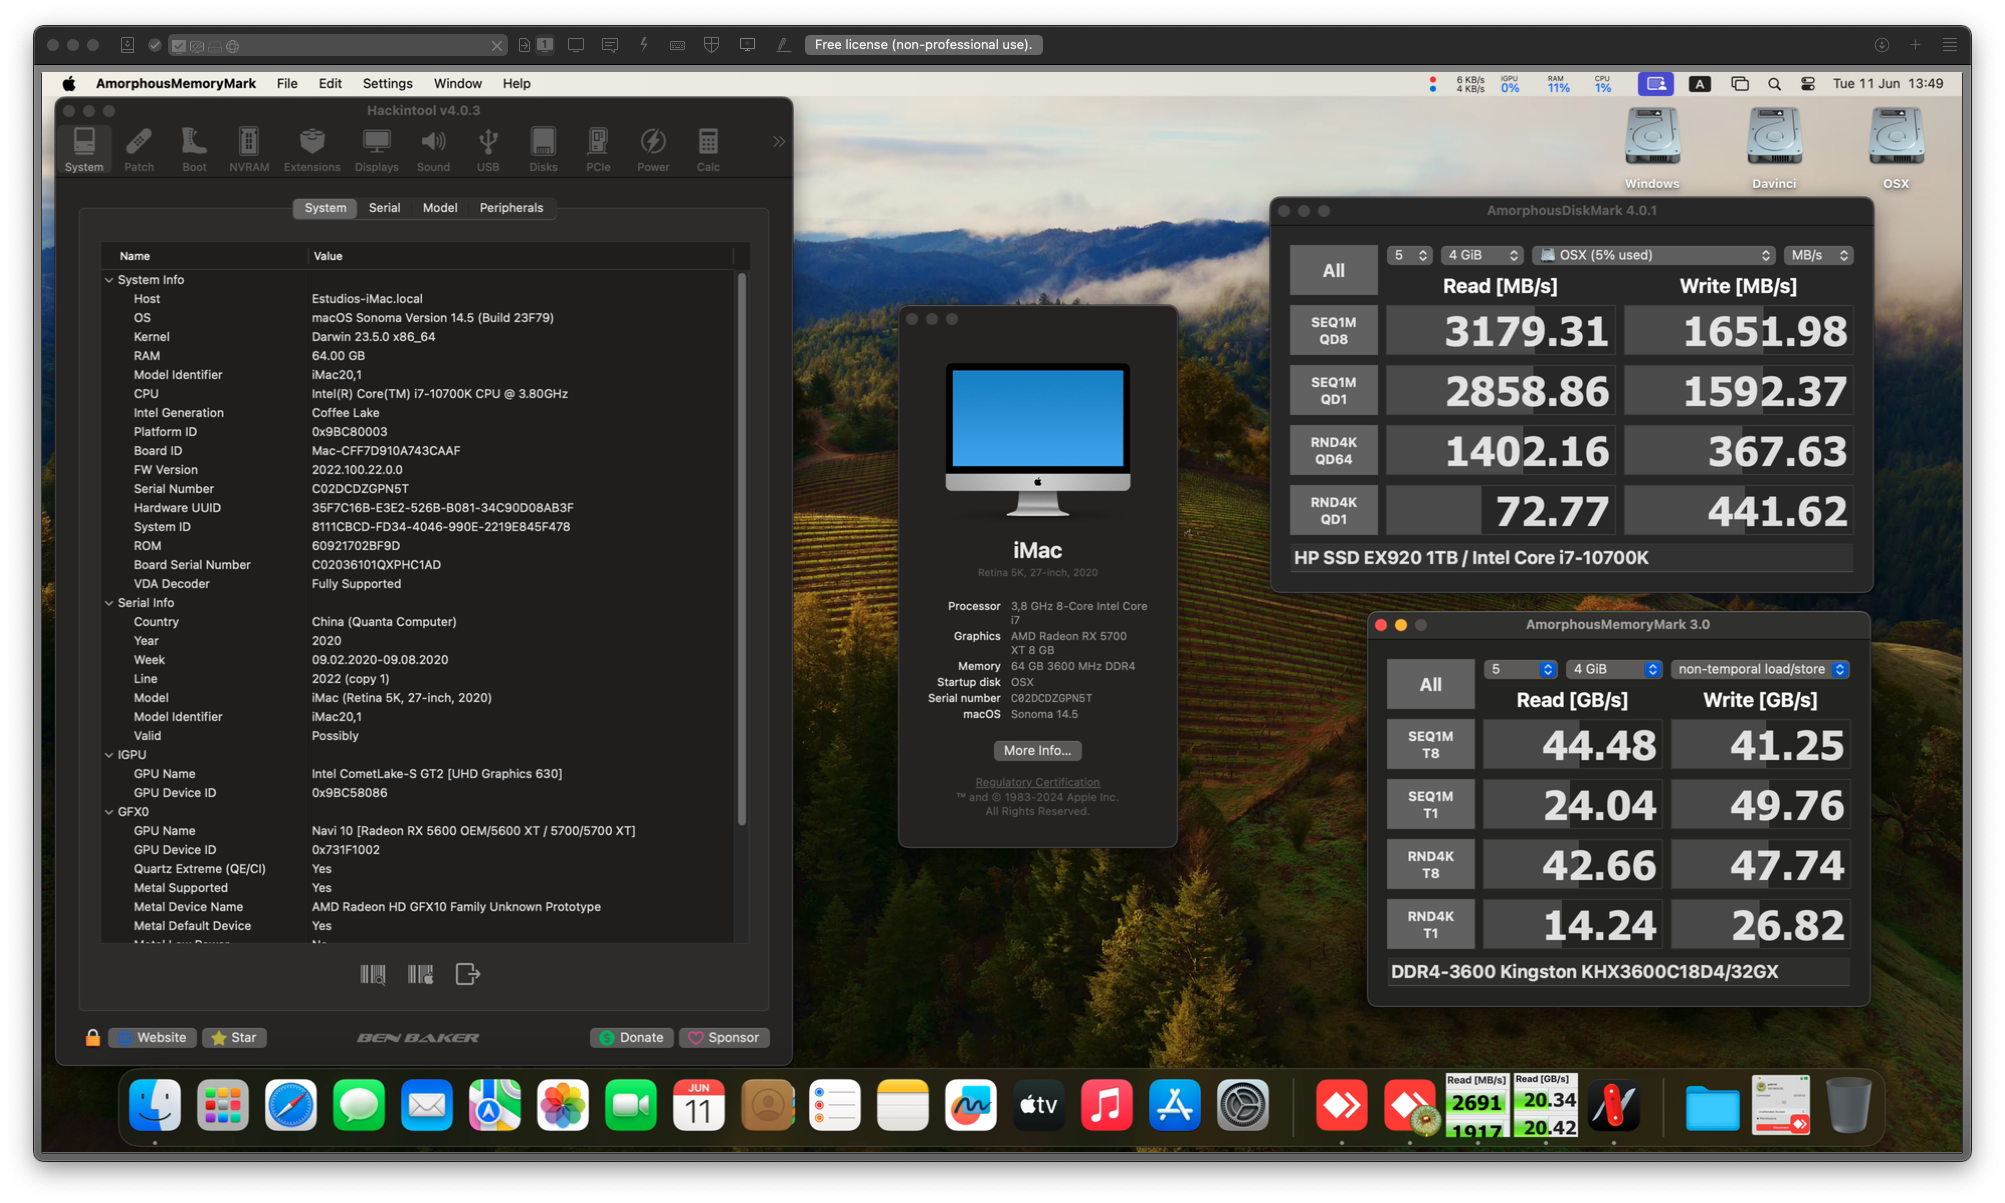 1
Free license (non-professional use).
AmorphousMemoryMark File Edit Settings Window Help
6 KB/s
4 KB/s
IGPU
0%
RAM
11%
CPU
1%
A
Tue 11 Jun 13:49
Hackintool v4.0.3
System Patch Boot NVRAM Extensions Displays Sound USB Disks PCIe Power Calc
System Serial Model Peripherals
Name Value
System Info
Host Estudios-iMac.local
OS macOS Sonoma Version 14.5 (Build 23F79)
Kernel Darwin 23.5.0 x86_64
RAM 64.00 GB
Model Identifier iMac20,1
CPU Intel(R) Core(TM) i7-10700K CPU @ 3.80GHz
Intel Generation Coffee Lake
Platform ID 0x9BC80003
Board ID Mac-CFF7D910A743CAAF
FW Version 2022.100.22.0.0
Serial Number C02DCDZGPN5T
Hardware UUID 35F7C16B-E3E2-526B-B081-34C90D08AB3F
System ID 8111CBCD-FD34-4046-990E-2219E845F478
ROM 60921702BF9D
Board Serial Number C02036101QXPHC1AD
VDA Decoder Fully Supported
Serial Info
Country China (Quanta Computer)
Year 2020
Week 09.02.2020-09.08.2020
Line 2022 (copy 1)
Model iMac (Retina 5K, 27-inch, 2020)
Model Identifier iMac20,1
Valid Possibly
IGPU
GPU Name Intel CometLake-S GT2 [UHD Graphics 630]
GPU Device ID 0x9BC58086
GFX0
GPU Name Navi 10 [Radeon RX 5600 OEM/5600 XT / 5700/5700 XT]
GPU Device ID 0x731F1002
Quartz Extreme (QE/CI) Yes
Metal Supported Yes
Metal Device Name AMD Radeon HD GFX10 Family Unknown Prototype
Metal Default Device Yes
Website Star BEN BAKER Donate Sponsor
iMac
Retina 5K, 27-inch, 2020
Processor 3,8 GHz 8-Core Intel Core
i7
Graphics AMD Radeon RX 5700
XT 8 GB
Memory 64 GB 3600 MHz DDR4
Startup disk OSX
Serial number C02DCDZGPN5T
macOS Sonoma 14.5
More Info...
Regulatory Certification
™ and © 1983-2024 Apple Inc.
All Rights Reserved.
Windows Davinci OSX
AmorphousDiskMark 4.0.1
All 5 4 GiB OSX (5% used) MB/s
Read [MB/s] Write [MB/s]
SEQ1M
QD8
3179.31 1651.98
SEQ1M
QD1
2858.86 1592.37
RND4K
QD64
1402.16 367.63
RND4K
QD1
72.77 441.62
HP SSD EX920 1TB / Intel Core i7-10700K
AmorphousMemoryMark 3.0
All 5 4 GiB non-temporal load/store
Read [GB/s] Write [GB/s]
SEQ1M
T8
44.48 41.25
SEQ1M
T1
24.04 49.76
RND4K
T8
42.66 47.74
RND4K
T1
14.24 26.82
DDR4-3600 Kingston KHX3600C18D4/32GX
JUN
11
tv
Read [MB/s]
2691
1917
Read [GB/s]
20.34
20.42